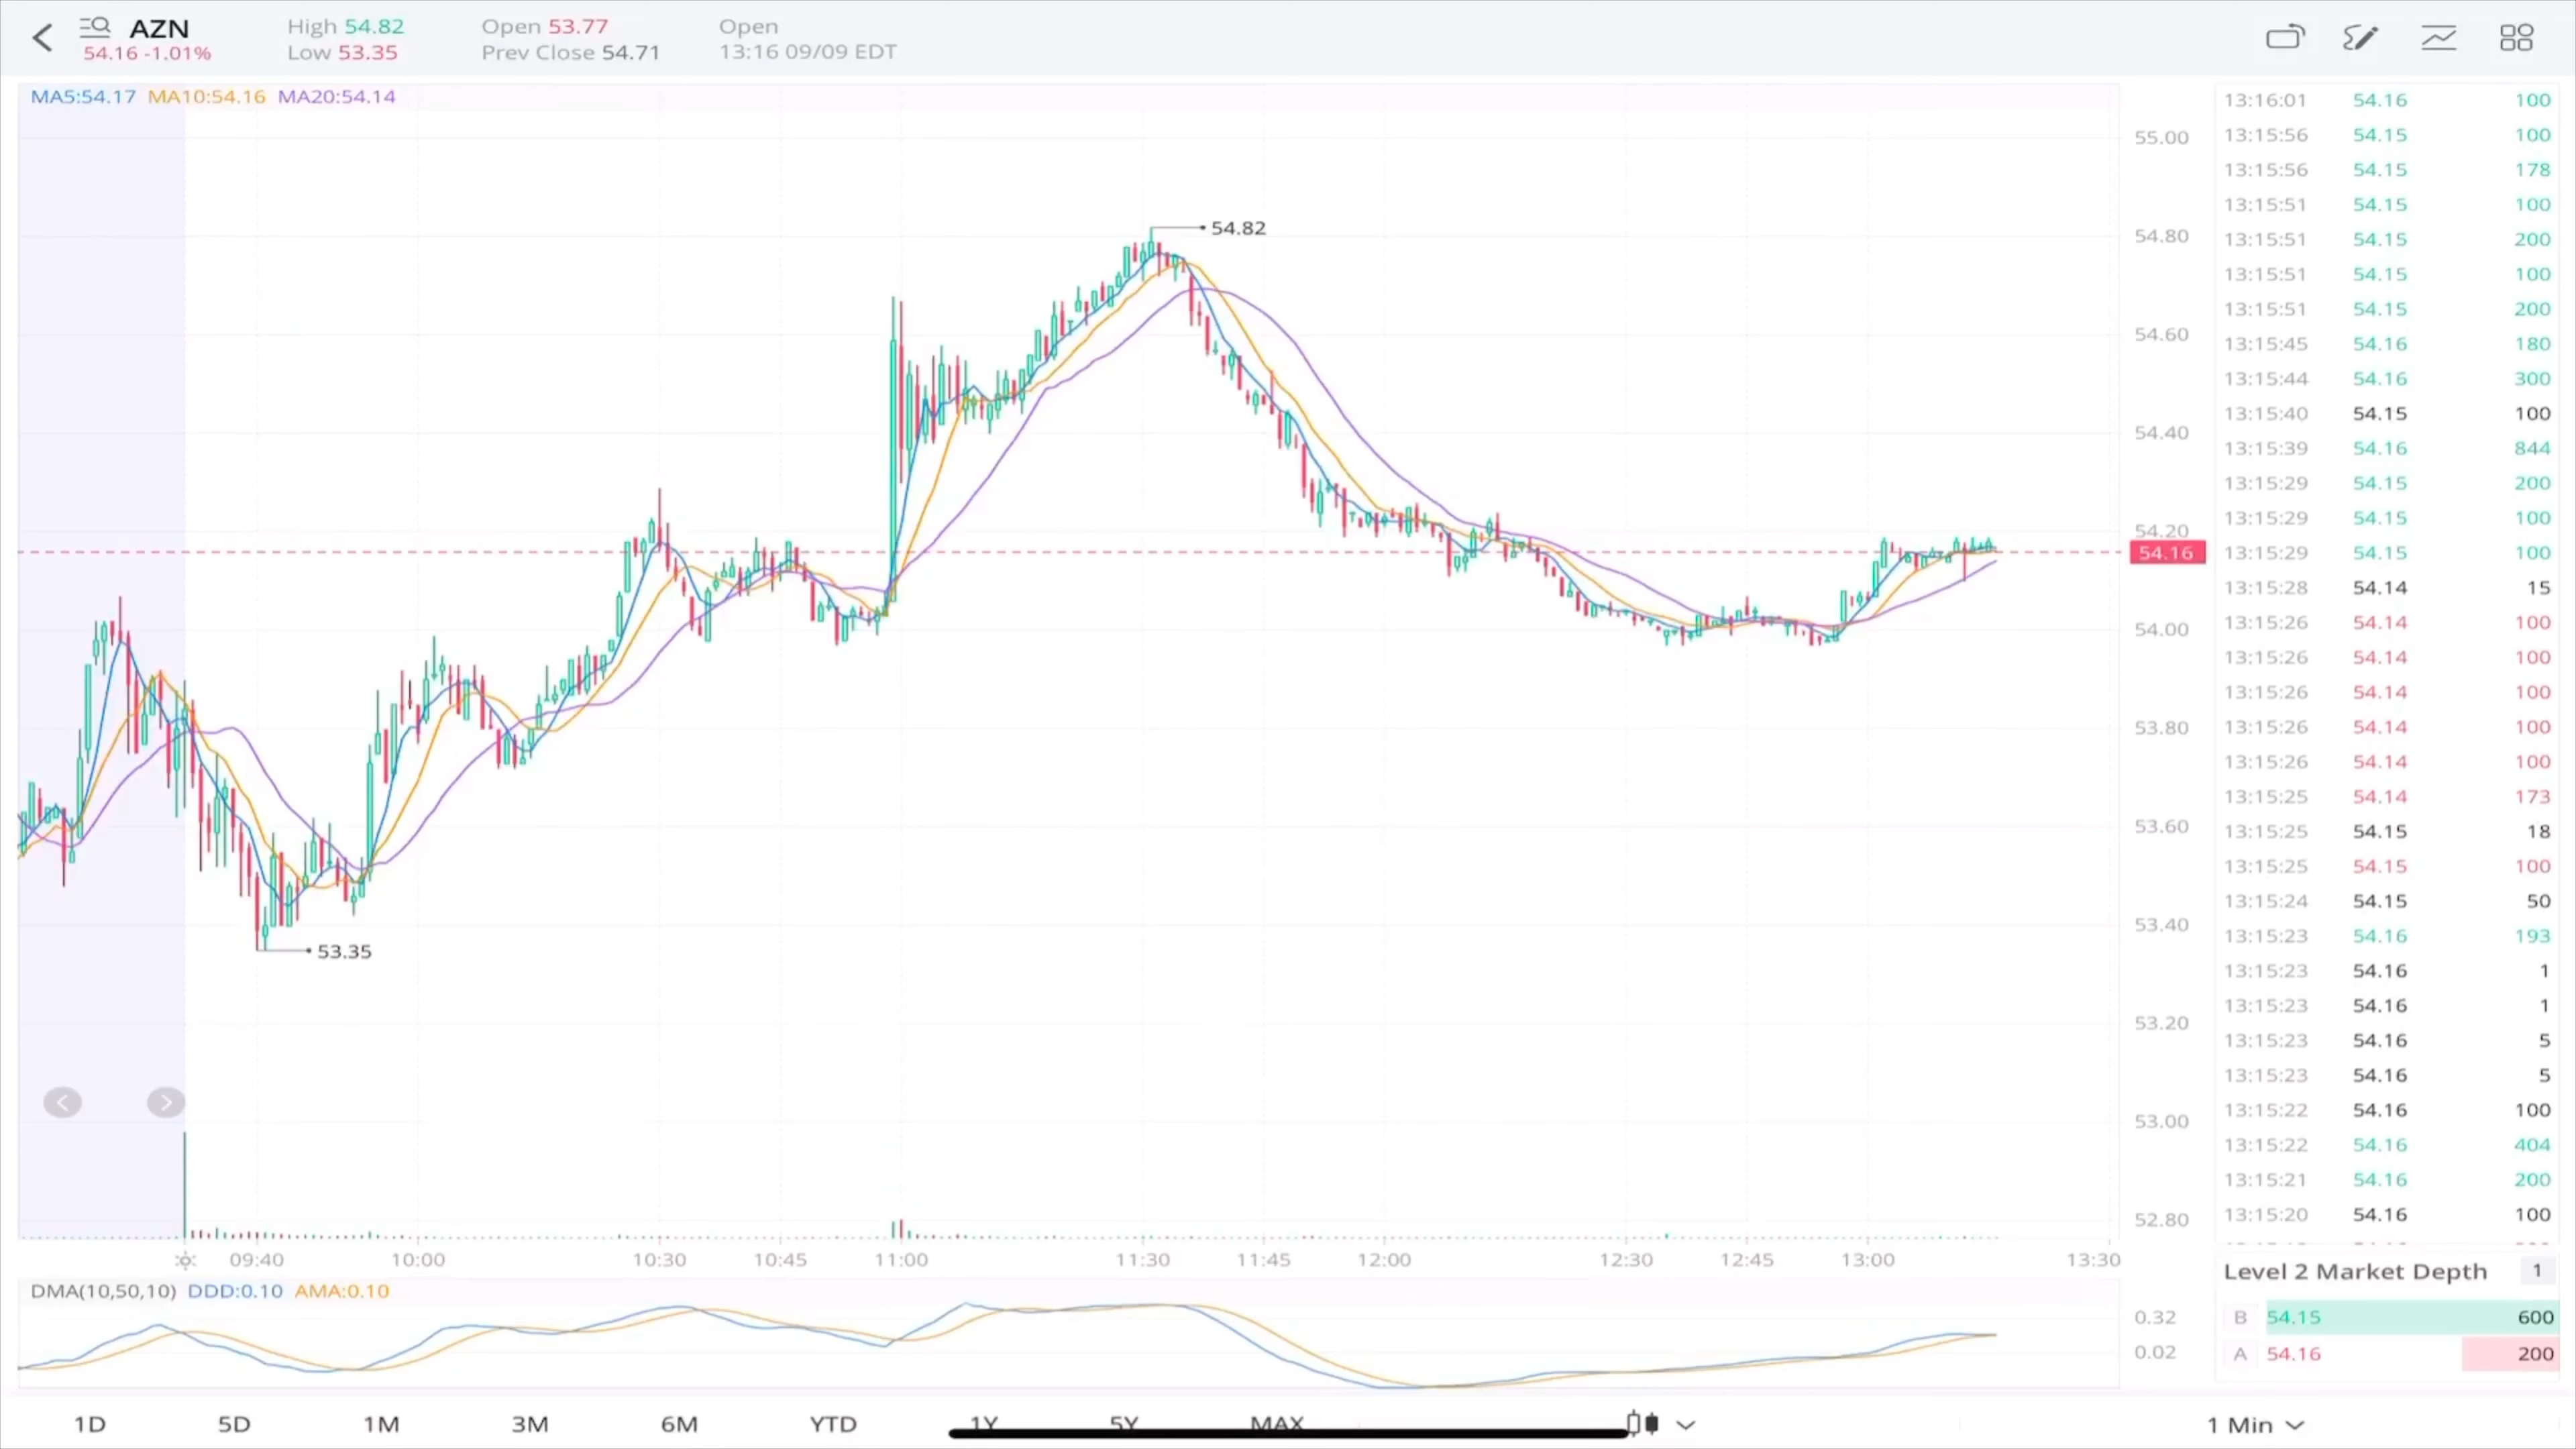 AZN
54.16 -1.01%
High 54.82
Low 53.35
Open 53.77
Prev Close 54.71
Open
13:16 09/09 EDT
MA5:54.17 MA10:54.16 MA20:54.14
55.00
54.80
54.60
54.40
54.20
54.16
54.00
53.80
53.60
53.40
53.20
53.00
52.80
54.82
53.35
09:40 10:00 10:30 10:45 11:00 11:30 11:45 12:00 12:30 12:45 13:00 13:30
DMA(10,50,10) DDD:0.10 AMA:0.10
0.32
0.02
13:16:01 54.16 100
13:15:56 54.15 100
13:15:56 54.15 178
13:15:51 54.15 100
13:15:51 54.15 200
13:15:51 54.15 100
13:15:51 54.15 200
13:15:45 54.16 180
13:15:44 54.16 300
13:15:40 54.15 100
13:15:39 54.16 844
13:15:29 54.15 200
13:15:29 54.15 100
13:15:29 54.15 100
13:15:28 54.14 15
13:15:26 54.14 100
13:15:26 54.14 100
13:15:26 54.14 100
13:15:26 54.14 100
13:15:26 54.14 100
13:15:25 54.14 173
13:15:25 54.15 18
13:15:25 54.15 100
13:15:24 54.15 50
13:15:23 54.16 193
13:15:23 54.16 1
13:15:23 54.16 1
13:15:23 54.16 5
13:15:23 54.16 5
13:15:22 54.16 100
13:15:22 54.16 404
13:15:21 54.16 200
13:15:20 54.16 100
Level 2 Market Depth 1
B 54.15 600
A 54.16 200
1D 5D 1M 3M 6M YTD 1Y 5Y MAX
1 Min